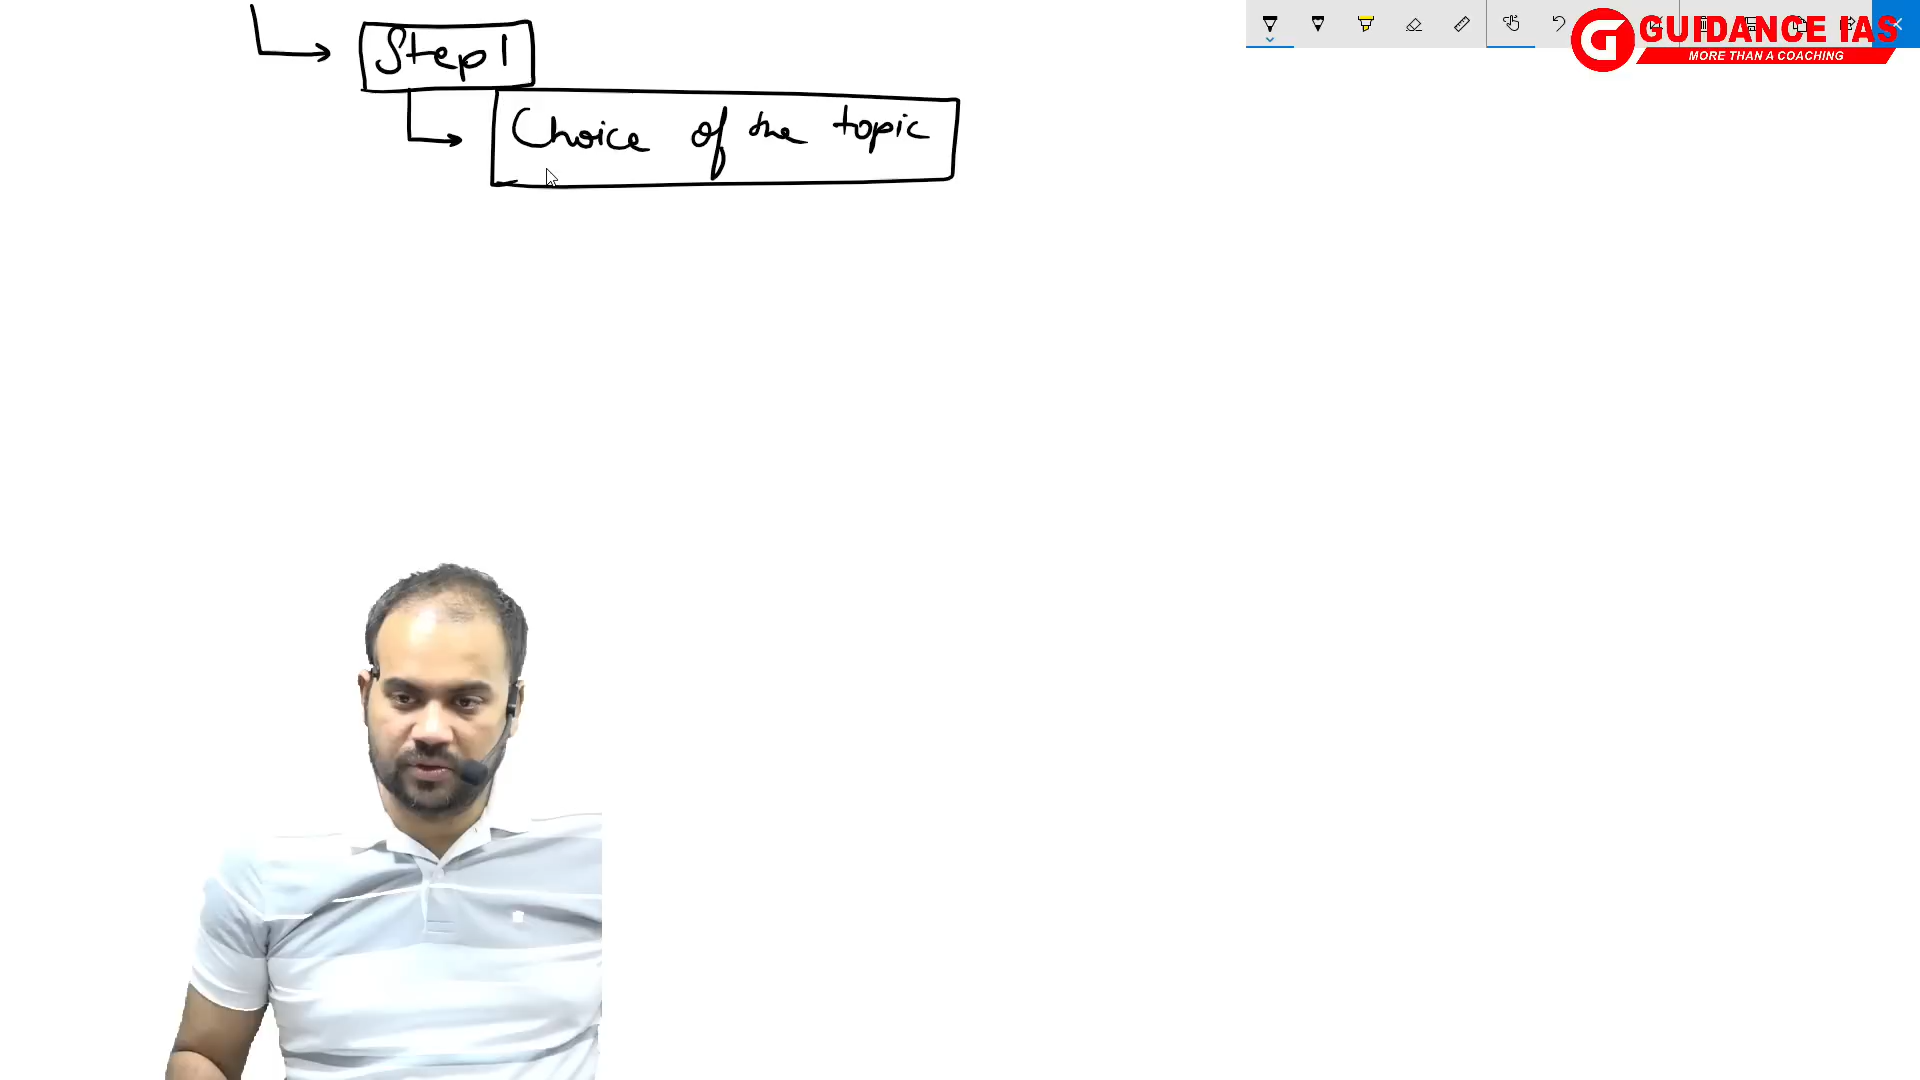 Step 1
Choice of the topic
GUIDANCE IAS
MORE THAN A COACHING